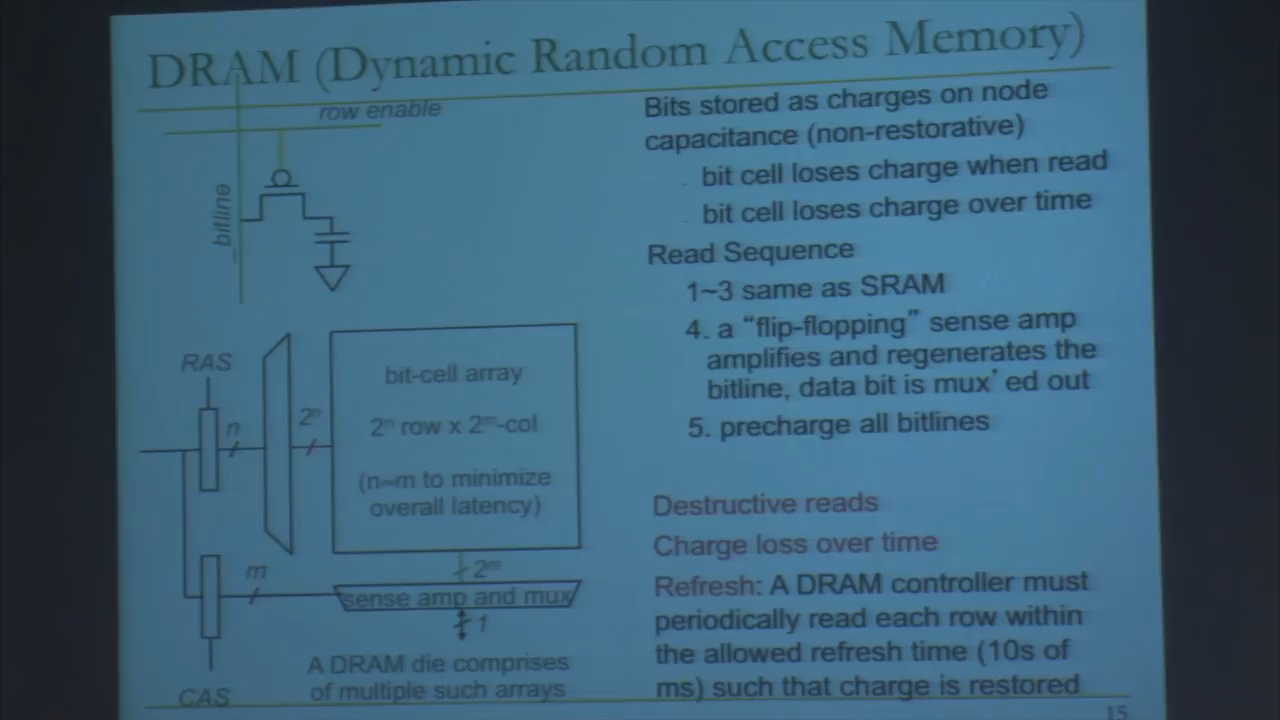 DRAM (Dynamic Random Access Memory)
row enable
bitline
RAS
n
2ⁿ
bit-cell array
2ⁿ row x 2ᵐ-col
(n≈m to minimize
overall latency)
m
2ᵐ
sense amp and mux
1
A DRAM die comprises
of multiple such arrays
CAS
Bits stored as charges on node
capacitance (non-restorative)
bit cell loses charge when read
bit cell loses charge over time
Read Sequence
1~3 same as SRAM
4. a “flip-flopping” sense amp
amplifies and regenerates the
bitline, data bit is mux’ed out
5. precharge all bitlines
Destructive reads
Charge loss over time
Refresh: A DRAM controller must
periodically read each row within
the allowed refresh time (10s of
ms) such that charge is restored
15